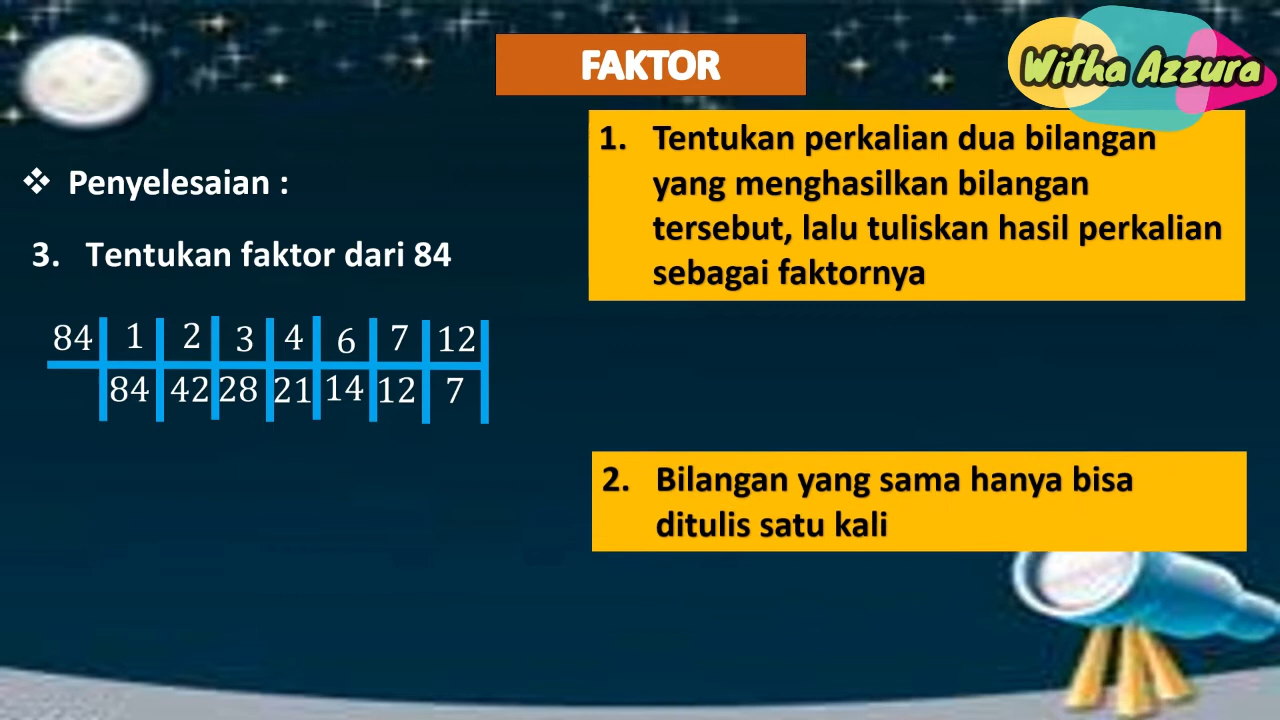 FAKTOR
Witha Azzura
❖ Penyelesaian :
3. Tentukan faktor dari 84
84 1 2 3 4 6 7 12
84 42 28 21 14 12 7
1. Tentukan perkalian dua bilangan
yang menghasilkan bilangan
tersebut, lalu tuliskan hasil perkalian
sebagai faktornya
2. Bilangan yang sama hanya bisa
ditulis satu kali